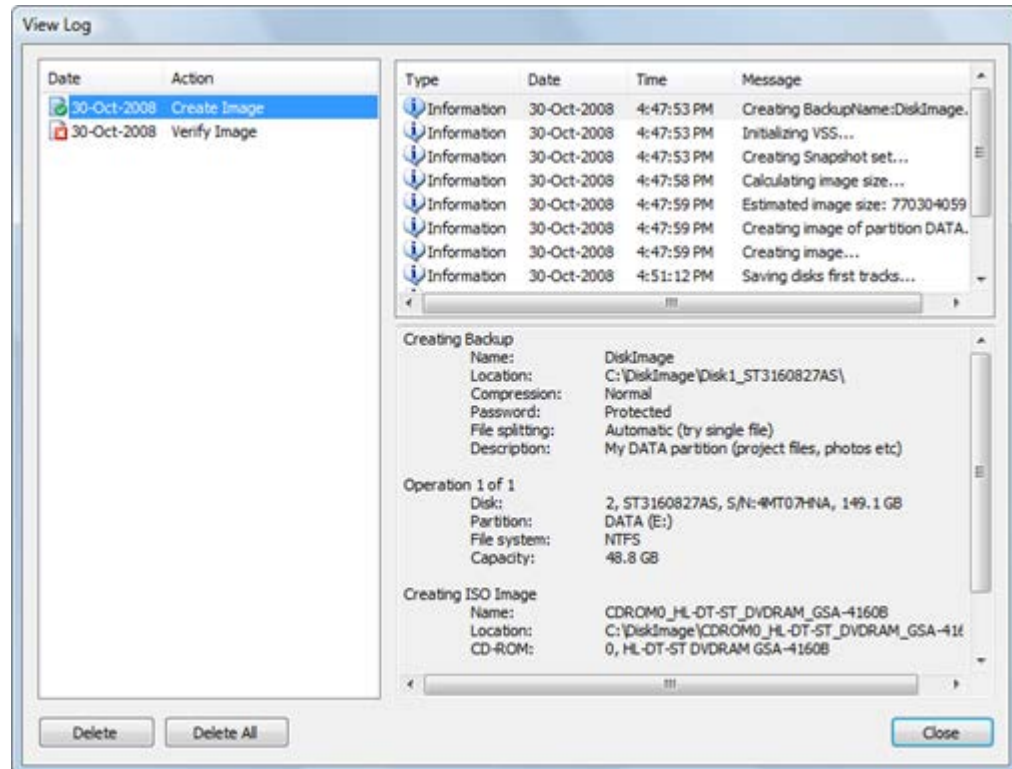 View Log
Date Action
30-Oct-2008 Create Image
30-Oct-2008 Verify Image
Type Date Time Message
Information 30-Oct-2008 4:47:53 PM Creating BackupName:DiskImage.
Information 30-Oct-2008 4:47:53 PM Initializing VSS...
Information 30-Oct-2008 4:47:53 PM Creating Snapshot set...
Information 30-Oct-2008 4:47:58 PM Calculating image size...
Information 30-Oct-2008 4:47:59 PM Estimated image size: 770304059
Information 30-Oct-2008 4:47:59 PM Creating image of partition DATA.
Information 30-Oct-2008 4:47:59 PM Creating image...
Information 30-Oct-2008 4:51:12 PM Saving disks first tracks...
Creating Backup
Name: DiskImage
Location: C:\DiskImage\Disk1_ST3160827AS\
Compression: Normal
Password: Protected
File splitting: Automatic (try single file)
Description: My DATA partition (project files, photos etc)
Operation 1 of 1
Disk: 2, ST3160827AS, S/N:4MT07HNA, 149.1 GB
Partition: DATA (E:)
File system: NTFS
Capacity: 48.8 GB
Creating ISO Image
Name: CDROM0_HL-DT-ST_DVDRAM_GSA-4160B
Location: C:\DiskImage\CDROM0_HL-DT-ST_DVDRAM_GSA-416
CD-ROM: 0, HL-DT-ST DVDRAM GSA-4160B
Delete Delete All Close